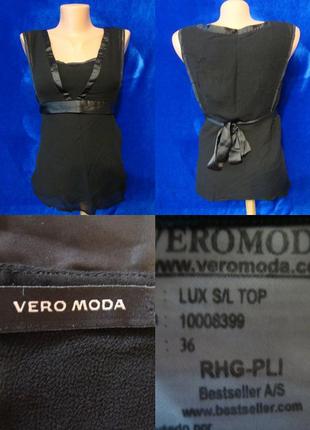 VERO MODA
VEROMODA
www.veromoda.com
: LUX S/L TOP
: 10008399
: 36
RHG-PLI
Bestseller A/S
www.bestseller.com